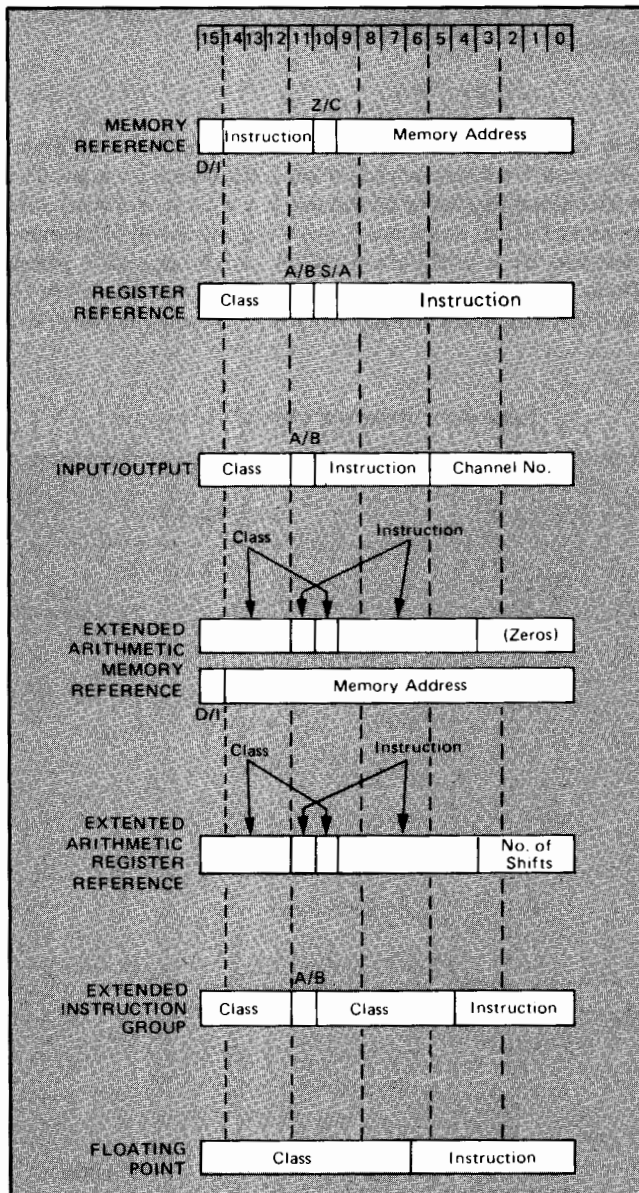 15 14 13 12 11 10 9 8 7 6 5 4 3 2 1 0
Z/C
MEMORY
REFERENCE
Instruction
Memory Address
D/I
A/B S/A
REGISTER
REFERENCE
Class
Instruction
A/B
INPUT/OUTPUT
Class
Instruction
Channel No.
Class
Instruction
EXTENDED
ARITHMETIC
MEMORY
REFERENCE
(Zeros)
Memory Address
D/I
Class
Instruction
EXTENTED
ARITHMETIC
REGISTER
REFERENCE
No. of
Shifts
A/B
EXTENDED
INSTRUCTION
GROUP
Class
Class
Instruction
FLOATING
POINT
Class
Instruction